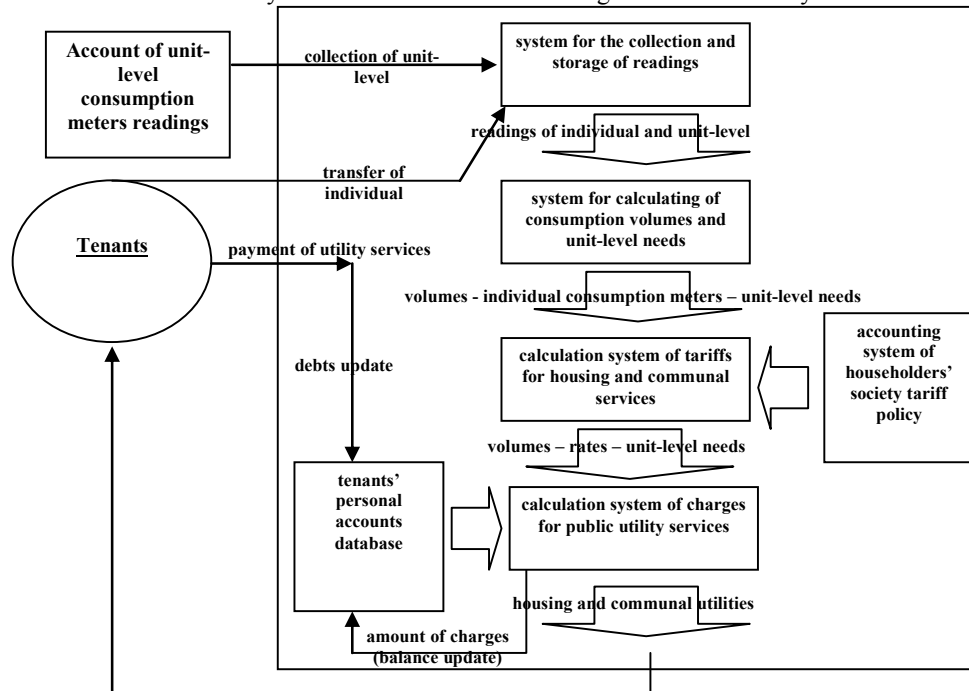 Account of unit-
level
consumption
meters readings
collection of unit-
level
system for the collection and
storage of readings
readings of individual and unit-level
transfer of
individual
system for calculating of
consumption volumes and
unit-level needs
Tenants
payment of utility services
volumes - individual consumption meters – unit-level needs
accounting
system of
householders'
society tariff
policy
calculation system of tariffs
for housing and communal
services
debts update
volumes – rates – unit-level needs
tenants'
personal
accounts
database
calculation system of charges
for public utility services
housing and communal utilities
amount of charges
(balance update)